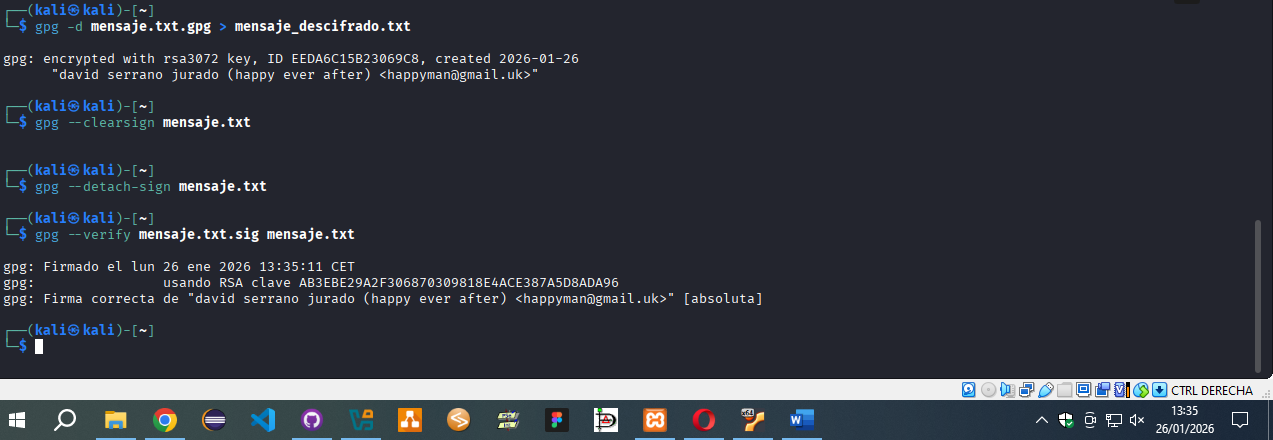 ┌──(kali㉿kali)-[~]
└─$ gpg -d mensaje.txt.gpg > mensaje_descifrado.txt
gpg: encrypted with rsa3072 key, ID EEDA6C15B23069C8, created 2026-01-26
"david serrano jurado (happy ever after) <happyman@gmail.uk>"
┌──(kali㉿kali)-[~]
└─$ gpg --clearsign mensaje.txt
┌──(kali㉿kali)-[~]
└─$ gpg --detach-sign mensaje.txt
┌──(kali㉿kali)-[~]
└─$ gpg --verify mensaje.txt.sig mensaje.txt
gpg: Firmado el lun 26 ene 2026 13:35:11 CET
gpg: usando RSA clave AB3EBE29A2F306870309818E4ACE387A5D8ADA96
gpg: Firma correcta de "david serrano jurado (happy ever after) <happyman@gmail.uk>" [absoluta]
┌──(kali㉿kali)-[~]
└─$
CTRL DERECHA
x64
13:35
26/01/2026